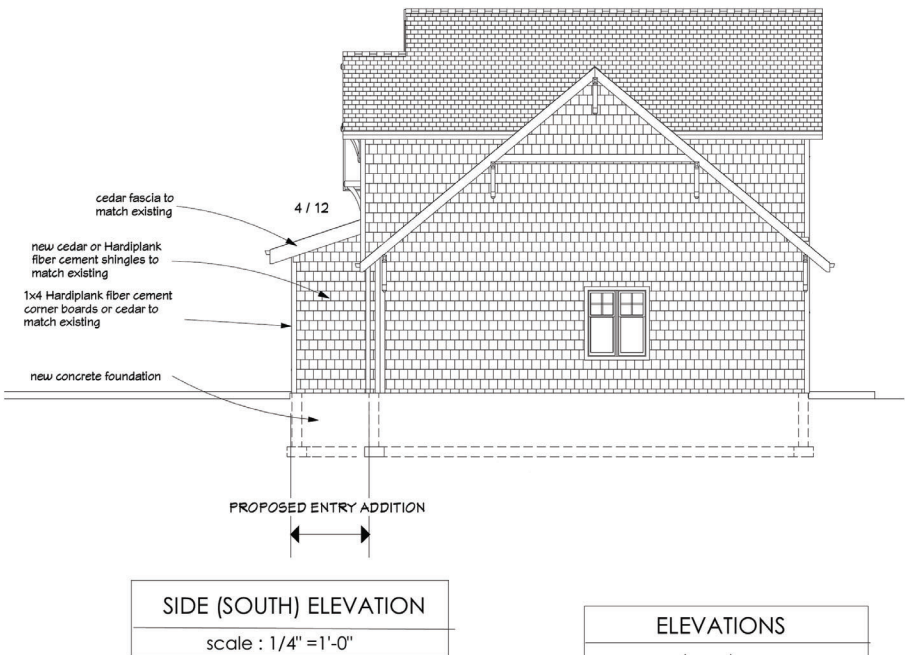 cedar fascia to
match existing
4 / 12
new cedar or Hardiplank
fiber cement shingles to
match existing
1x4 Hardiplank fiber cement
corner boards or cedar to
match existing
new concrete foundation
PROPOSED ENTRY ADDITION
SIDE (SOUTH) ELEVATION
scale : 1/4" =1'-0"
ELEVATIONS